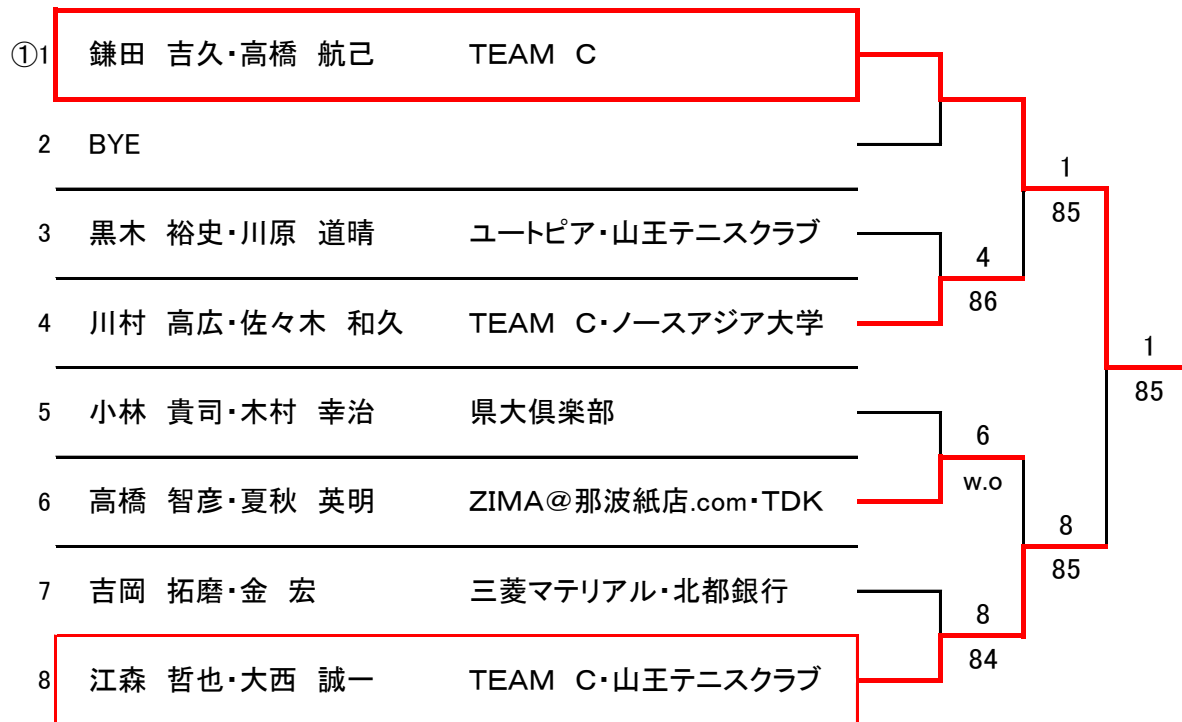 ①1 鎌田 吉久・高橋 航己 TEAM C
2 BYE
1
85
3 黒木 裕史・川原 道晴 ユートピア・山王テニスクラブ
4
86
4 川村 高広・佐々木 和久 TEAM C・ノースアジア大学
1
85
5 小林 貴司・木村 幸治 県大倶楽部
6
w.o
6 高橋 智彦・夏秋 英明 ZIMA@那波紙店.com・TDK
8
85
7 吉岡 拓磨・金 宏 三菱マテリアル・北都銀行
8
84
8 江森 哲也・大西 誠一 TEAM C・山王テニスクラブ